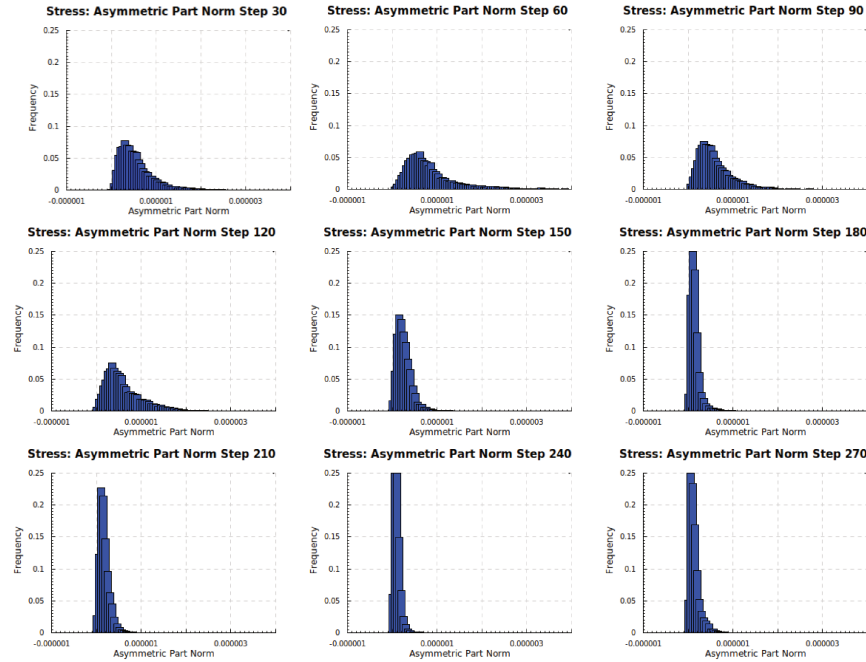 Stress: Asymmetric Part Norm Step 30
0.25
0.2
0.15
0.1
0.05
0
Frequency
-0.000001 0.000001 0.000003
Asymmetric Part Norm
Stress: Asymmetric Part Norm Step 60
0.25
0.2
0.15
0.1
0.05
0
Frequency
-0.000001 0.000001 0.000003
Asymmetric Part Norm
Stress: Asymmetric Part Norm Step 90
0.25
0.2
0.15
0.1
0.05
0
Frequency
-0.000001 0.000001 0.000003
Asymmetric Part Norm
Stress: Asymmetric Part Norm Step 120
0.25
0.2
0.15
0.1
0.05
0
Frequency
-0.000001 0.000001 0.000003
Asymmetric Part Norm
Stress: Asymmetric Part Norm Step 150
0.25
0.2
0.15
0.1
0.05
0
Frequency
-0.000001 0.000001 0.000003
Asymmetric Part Norm
Stress: Asymmetric Part Norm Step 180
0.25
0.2
0.15
0.1
0.05
0
Frequency
-0.000001 0.000001 0.000003
Asymmetric Part Norm
Stress: Asymmetric Part Norm Step 210
0.25
0.2
0.15
0.1
0.05
0
Frequency
-0.000001 0.000001 0.000003
Asymmetric Part Norm
Stress: Asymmetric Part Norm Step 240
0.25
0.2
0.15
0.1
0.05
0
Frequency
-0.000001 0.000001 0.000003
Asymmetric Part Norm
Stress: Asymmetric Part Norm Step 270
0.25
0.2
0.15
0.1
0.05
0
Frequency
-0.000001 0.000001 0.000003
Asymmetric Part Norm